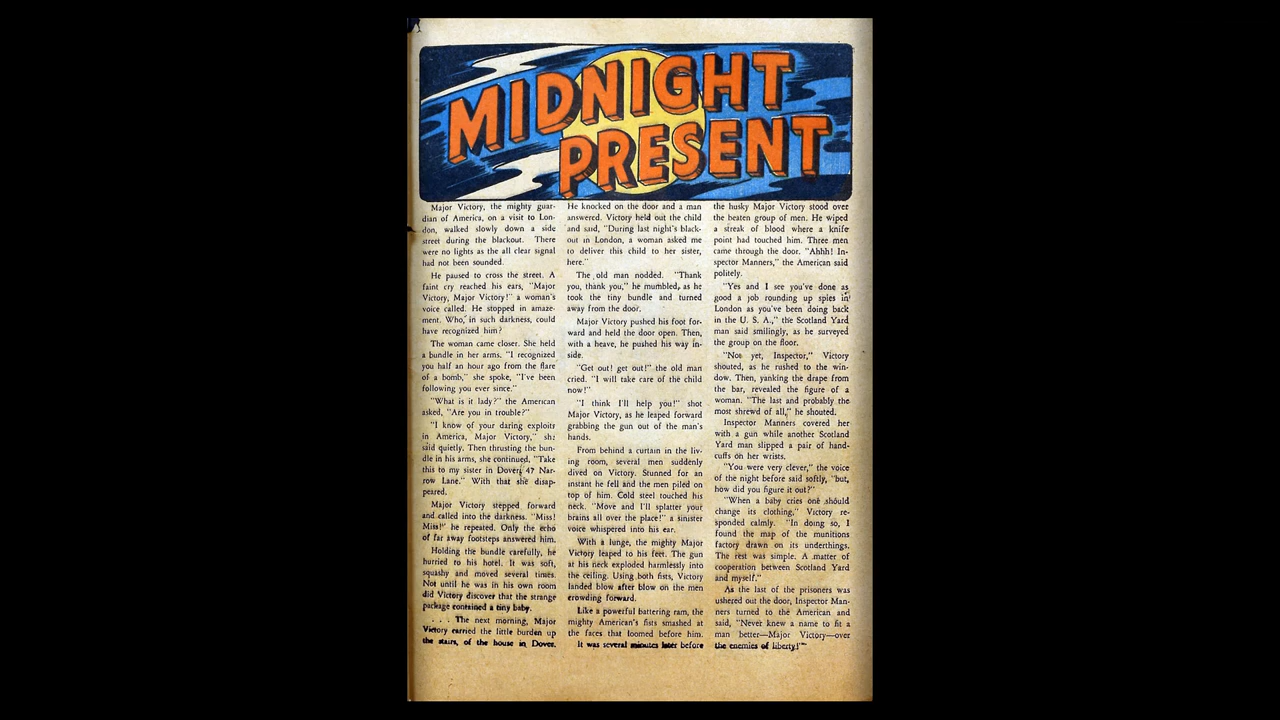 MIDNIGHT
PRESENT
Major Victory, the mighty guar-
dian of America, on a visit to Lon-
don, walked slowly down a side
street during the blackout. There
were no lights as the all clear signal
had not been sounded.
He paused to cross the street. A
faint cry reached his ears, "Major
Victory, Major Victory!" a woman's
voice called. He stopped in amaze-
ment. Who, in such darkness, could
have recognized him?
The woman came closer. She held
a bundle in her arms. "I recognized
you half an hour ago from the flare
of a bomb," she spoke, "I've been
following you ever since."
"What is it lady?" the American
asked, "Are you in trouble?"
"I know of your daring exploits
in America, Major Victory," she
said quietly. Then thrusting the bun-
dle in his arms, she continued, "Take
this to my sister in Dover, 47 Nar-
row Lane." With that she disap-
peared.
Major Victory stepped forward
and called into the darkness. "Miss!
Miss!" he repeated. Only the echo
of far away footsteps answered him.
Holding the bundle carefully, he
hurried to his hotel. It was soft,
squashy and moved several times.
Not until he was in his own room
did Victory discover that the strange
package contained a tiny baby.
. . . The next morning, Major
Victory carried the little burden up
the stairs, of the house in Dover.
He knocked on the door and a man
answered. Victory held out the child
and said, "During last night's black-
out in London, a woman asked me
to deliver this child to her sister,
here."
The old man nodded. "Thank
you, thank you," he mumbled, as he
took the tiny bundle and turned
away from the door.
Major Victory pushed his foot for-
ward and held the door open. Then,
with a heave, he pushed his way in-
side.
"Get out! get out!" the old man
cried. "I will take care of the child
now!"
"I think I'll help you!" shot
Major Victory, as he leaped forward
grabbing the gun out of the man's
hands.
From behind a curtain in the liv-
ing room, several men suddenly
dived on Victory. Stunned for an
instant he fell and the men piled on
top of him. Cold steel touched his
neck. "Move and I'll splatter your
brains all over the place!" a sinister
voice whispered into his ear.
With a lunge, the mighty Major
Victory leaped to his feet. The gun
at his neck exploded harmlessly into
the ceiling. Using both fists, Victory
landed blow after blow on the men
crowding forward.
Like a powerful battering ram, the
mighty American's fists smashed at
the faces that loomed before him.
It was several minutes later before
the husky Major Victory stood over
the beaten group of men. He wiped
a streak of blood where a knife
point had touched him. Three men
came through the door. "Ahhh! In-
spector Manners," the American said
politely.
"Yes and I see you've done as
good a job rounding up spies in
London as you've been doing back
in the U. S. A.," the Scotland Yard
man said smilingly, as he surveyed
the group on the floor.
"Not yet, Inspector," Victory
shouted, as he rushed to the win-
dow. Then, yanking the drape from
the bar, revealed the figure of a
woman. "The last and probably the
most shrewd of all," he shouted.
Inspector Manners covered her
with a gun while another Scotland
Yard man slipped a pair of hand-
cuffs on her wrists.
"You were very clever," the voice
of the night before said softly, "but,
how did you figure it out?"
"When a baby cries one should
change its clothing," Victory re-
sponded calmly. "In doing so, I
found the map of the munitions
factory drawn on its underthings.
The rest was simple. A matter of
cooperation between Scotland Yard
and myself."
As the last of the prisoners was
ushered out the door, Inspector Man-
ners turned to the American and
said, "Never knew a name to fit a
man better—Major Victory—over
the enemies of liberty!"